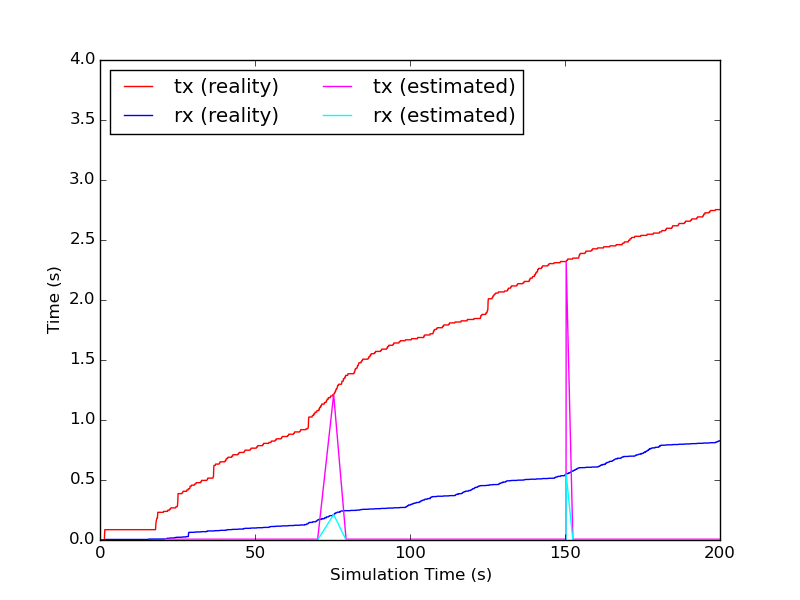 4.0
3.5
3.0
2.5
2.0
1.5
1.0
0.5
0.0
Time (s)
tx (reality) tx (estimated)
rx (reality) rx (estimated)
0 50 100 150 200
Simulation Time (s)